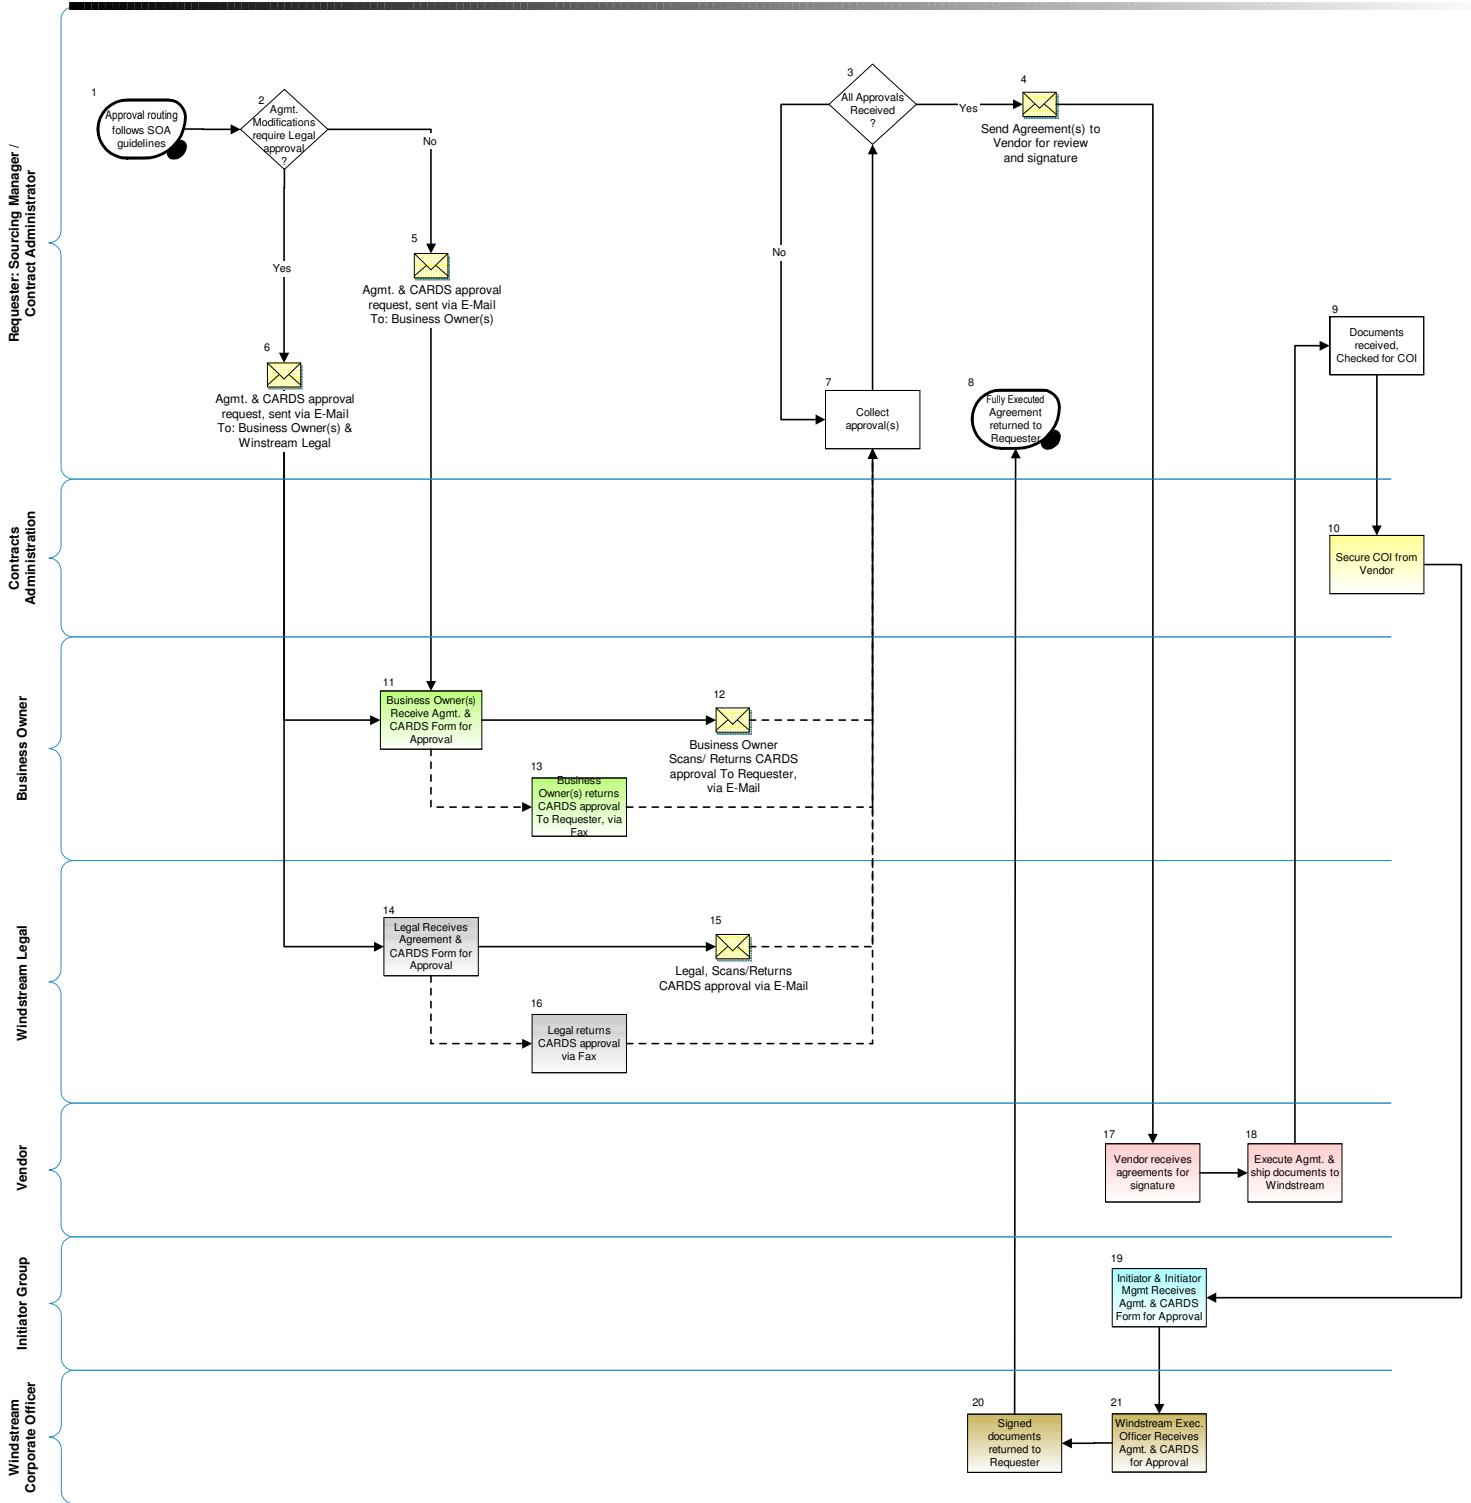 Requester: Sourcing Manager /
Contract Administrator
1
Approval routing
follows SOA
guidelines
2
Agmt.
Modifications
require Legal
approval
?
No
Yes
5
Agmt. & CARDS approval
request, sent via E-Mail
To: Business Owner(s)
6
Agmt. & CARDS approval
request, sent via E-Mail
To: Business Owner(s) &
Winstream Legal
3
All Approvals
Received
?
Yes
No
4
Send Agreement(s) to
Vendor for review
and signature
7
Collect
approval(s)
8
Fully Executed
Agreement
returned to
Requester
9
Documents
received,
Checked for COI
Contracts
Administration
10
Secure COI from
Vendor
Business Owner
11
Business Owner(s)
Receive Agmt. &
CARDS Form for
Approval
12
Business Owner
Scans/ Returns CARDS
approval To Requester,
via E-Mail
13
Business
Owner(s) returns
CARDS approval
To Requester, via
Fax
Windstream Legal
14
Legal Receives
Agreement &
CARDS Form for
Approval
15
Legal, Scans/Returns
CARDS approval via E-Mail
16
Legal returns
CARDS approval
via Fax
Vendor
17
Vendor receives
agreements for
signature
18
Execute Agmt. &
ship documents to
Windstream
Initiator Group
19
Initiator & Initiator
Mgmt Receives
Agmt. & CARDS
Form for Approval
Windstream
Corporate Officer
20
Signed
documents
returned to
Requester
21
Windstream Exec.
Officer Receives
Agmt. & CARDS
for Approval